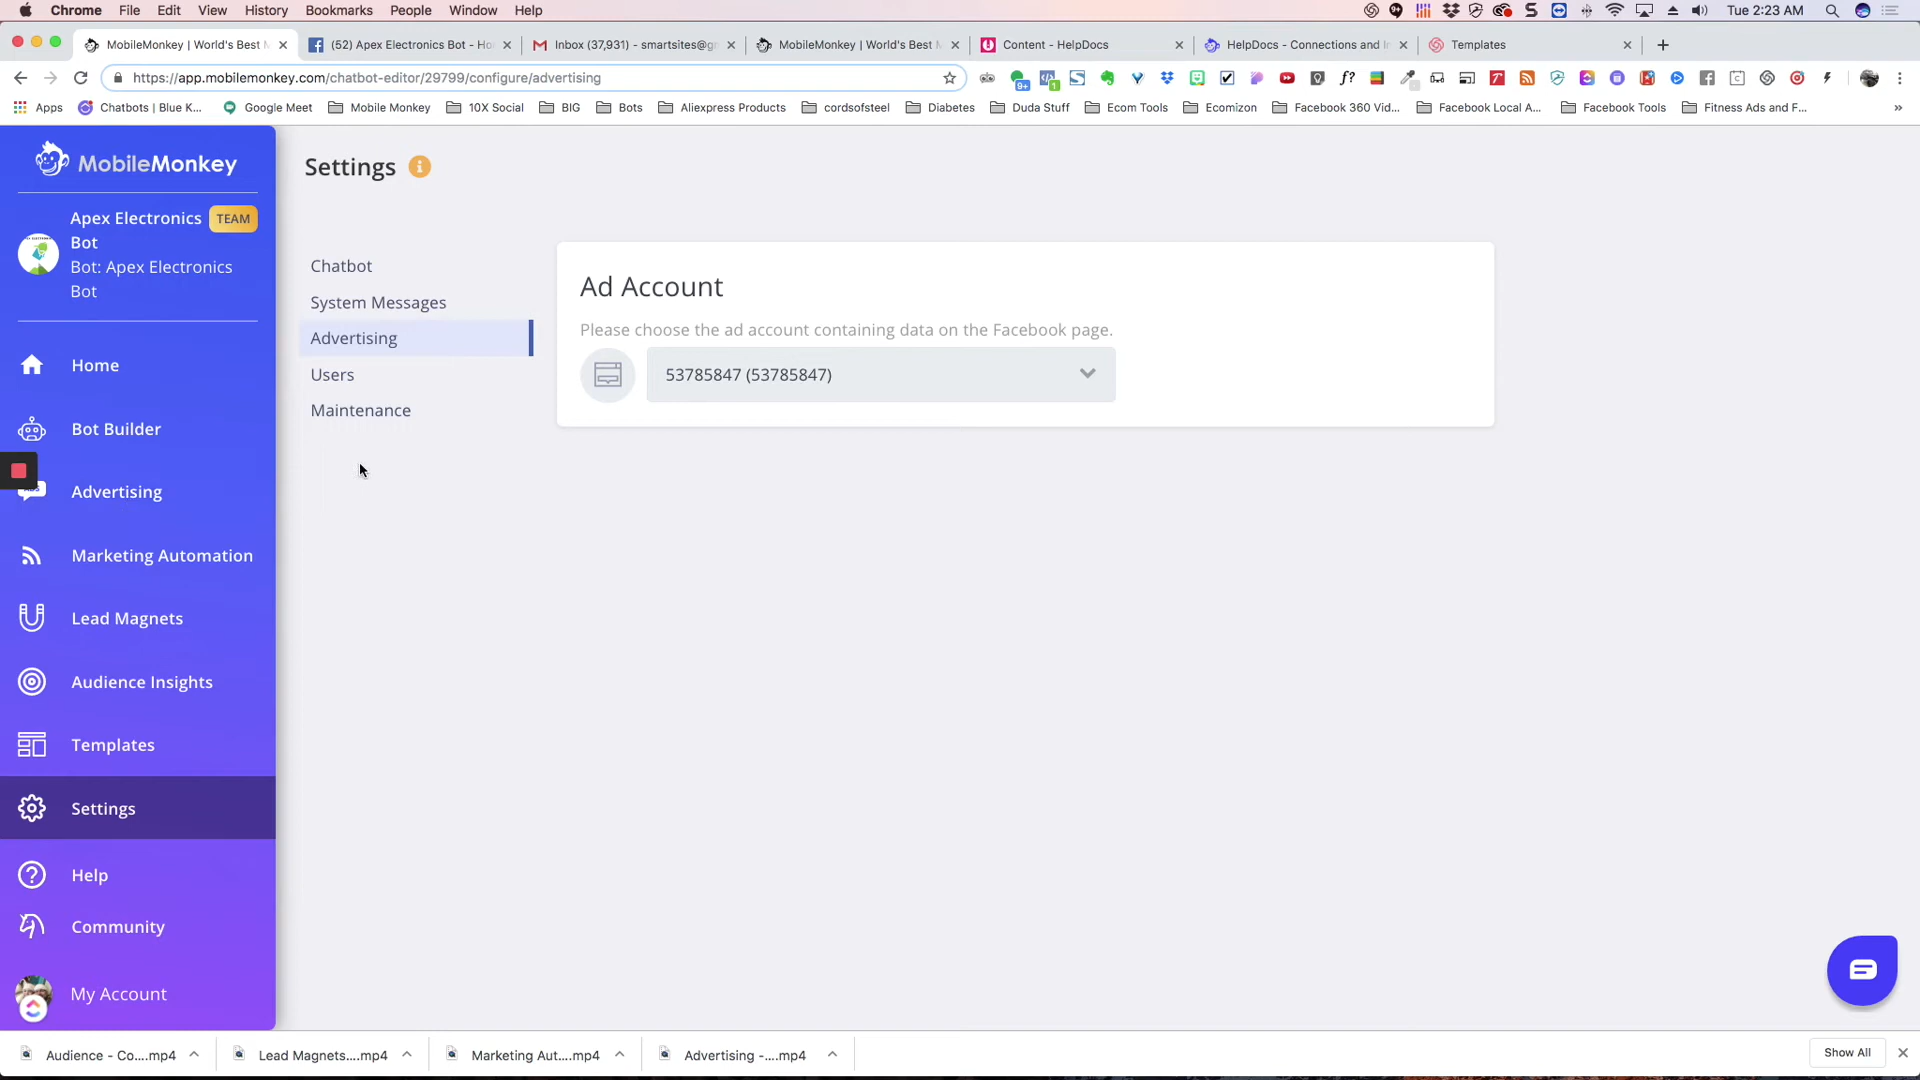 Chrome File Edit View History Bookmarks People Window Help Tue 2:23 AM
MobileMonkey | World's Best M (52) Apex Electronics Bot - Ho Inbox (37,931) - smartsites@gr MobileMonkey | World's Best M Content - HelpDocs HelpDocs - Connections and In Templates
https://app.mobilemonkey.com/chatbot-editor/29799/configure/advertising
Apps Chatbots | Blue K... Google Meet Mobile Monkey 10X Social BIG Bots Aliexpress Products cordsofsteel Diabetes Duda Stuff Ecom Tools Ecomizon Facebook 360 Vid... Facebook Local A... Facebook Tools Fitness Ads and F...
MobileMonkey
Apex Electronics Bot TEAM
Bot: Apex Electronics Bot
Home
Bot Builder
Advertising
Marketing Automation
Lead Magnets
Audience Insights
Templates
Settings
Help
Community
My Account
Settings
Chatbot
System Messages
Advertising
Users
Maintenance
Ad Account
Please choose the ad account containing data on the Facebook page.
53785847 (53785847)
Audience - Co....mp4 Lead Magnets....mp4 Marketing Aut....mp4 Advertising -....mp4 Show All